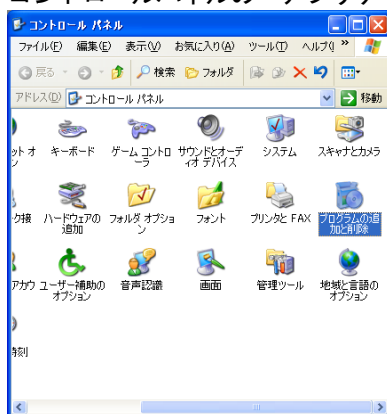 コントロール パネル
ファイル(F) 編集(E) 表示(V) お気に入り(A) ツール(T) ヘルプ( »
戻る 検索 フォルダ
アドレス(D) コントロール パネル 移動
キーボード ゲーム コントローラ サウンドとオーディオ デバイス システム スキャナとカメラ
ハードウェアの追加 フォルダ オプション フォント プリンタと FAX プログラムの追加と削除
ユーザー補助のオプション 音声認識 画面 管理ツール 地域と言語のオプション
時刻